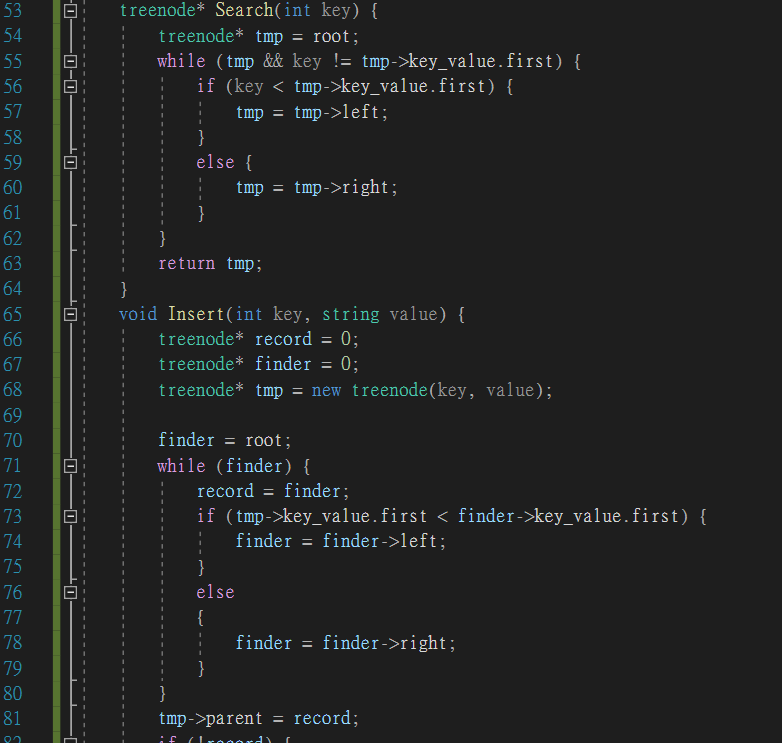 53 treenode* Search(int key) {
54 treenode* tmp = root;
55 while (tmp && key != tmp->key_value.first) {
56 if (key < tmp->key_value.first) {
57 tmp = tmp->left;
58 }
59 else {
60 tmp = tmp->right;
61 }
62 }
63 return tmp;
64 }
65 void Insert(int key, string value) {
66 treenode* record = 0;
67 treenode* finder = 0;
68 treenode* tmp = new treenode(key, value);
69
70 finder = root;
71 while (finder) {
72 record = finder;
73 if (tmp->key_value.first < finder->key_value.first) {
74 finder = finder->left;
75 }
76 else
77 {
78 finder = finder->right;
79 }
80 }
81 tmp->parent = record;
82 if (!record) {